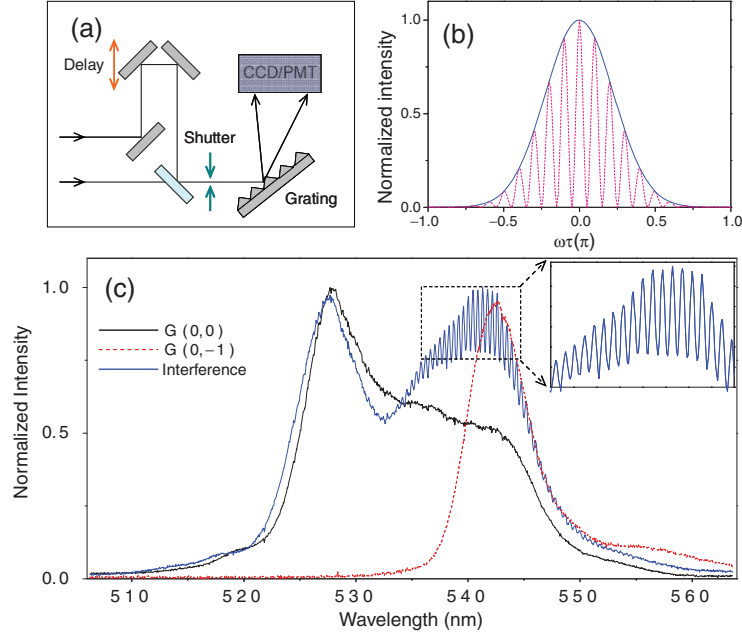 (a)
Delay
CCD/PMT
Shutter
Grating
(b)
Normalized intensity
1.0
0.5
0.0
−1.0
−0.5
0.0
0.5
1.0
ωτ(π)
(c)
G (0,0)
G (0,−1)
Interference
Normalized Intensity
1.0
0.5
0.0
510
520
530
540
550
560
Wavelength (nm)